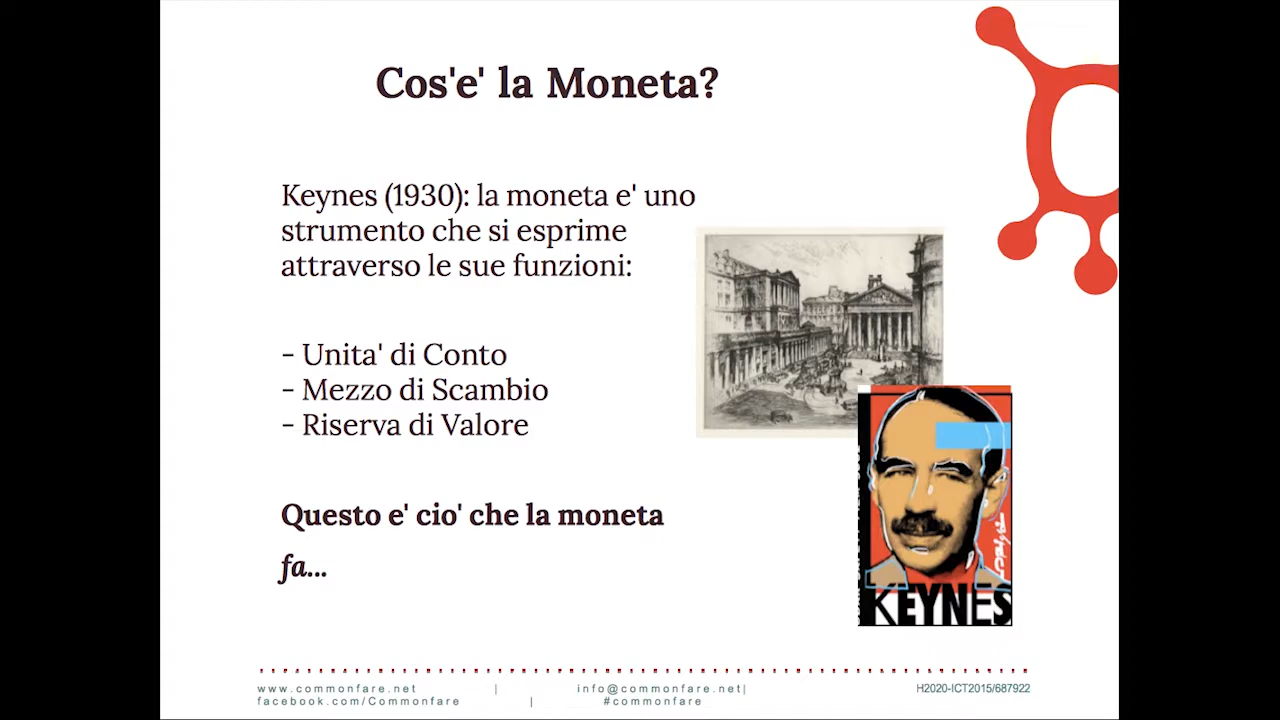 Cos'e' la Moneta?
Keynes (1930): la moneta e' uno
strumento che si esprime
attraverso le sue funzioni:
- Unita' di Conto
- Mezzo di Scambio
- Riserva di Valore
Questo e' cio' che la moneta
fa...
KEYNES
www.commonfare.net | info@commonfare.net| H2020-ICT2015/687922
facebook.com/Commonfare | #commonfare